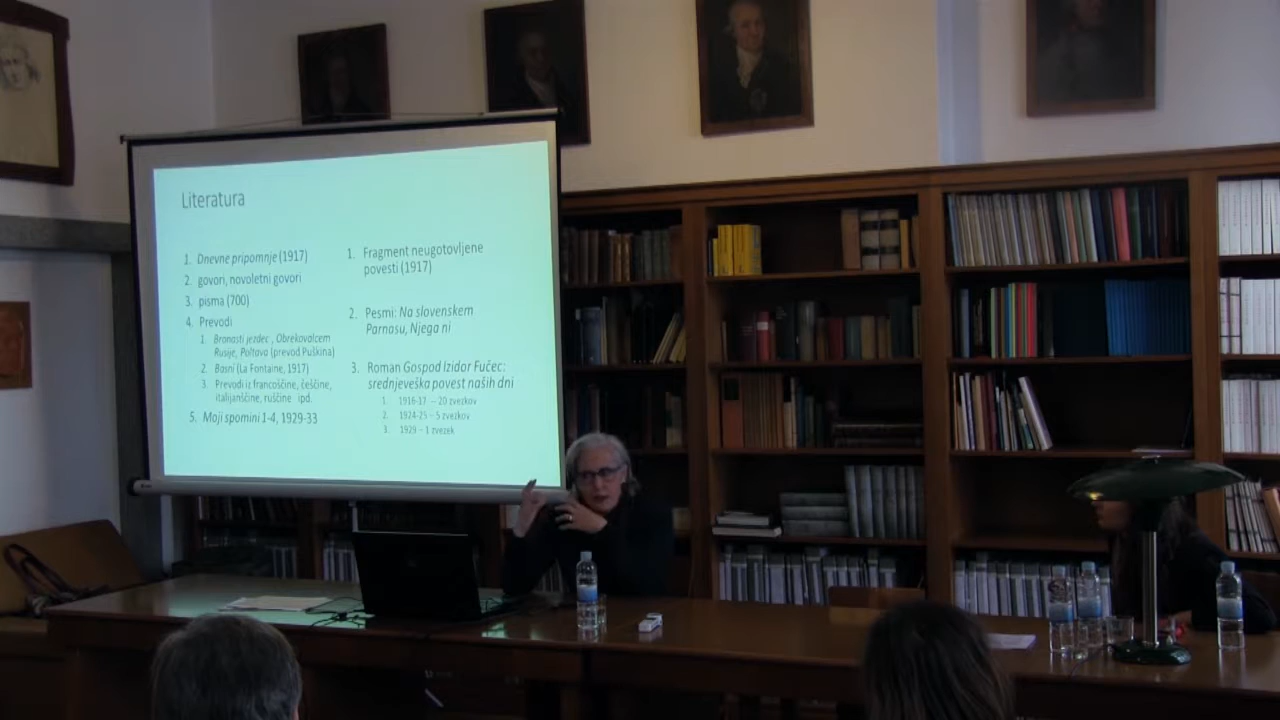 Literatura
1. Dnevne pripomnje (1917)
2. govori, novoletni govori
3. pisma (700)
4. Prevodi
1. Bronasti jezdec , Obrekovalcem
Rusije, Poltava (prevod Puškina)
2. Basni (La Fontaine, 1917)
3. Prevodi iz francoščine, češčine,
italijanščine, ruščine ipd.
5. Moji spomini 1-4, 1929-33
1. Fragment neugotovljene
povesti (1917)
2. Pesmi: Na slovenskem
Parnasu, Njega ni
3. Roman Gospod Izidor Fučec:
srednjeveška povest naših dni
1. 1916-17 – 20 zvezkov
2. 1924-25 – 5 zvezkov
3. 1929 – 1 zvezek